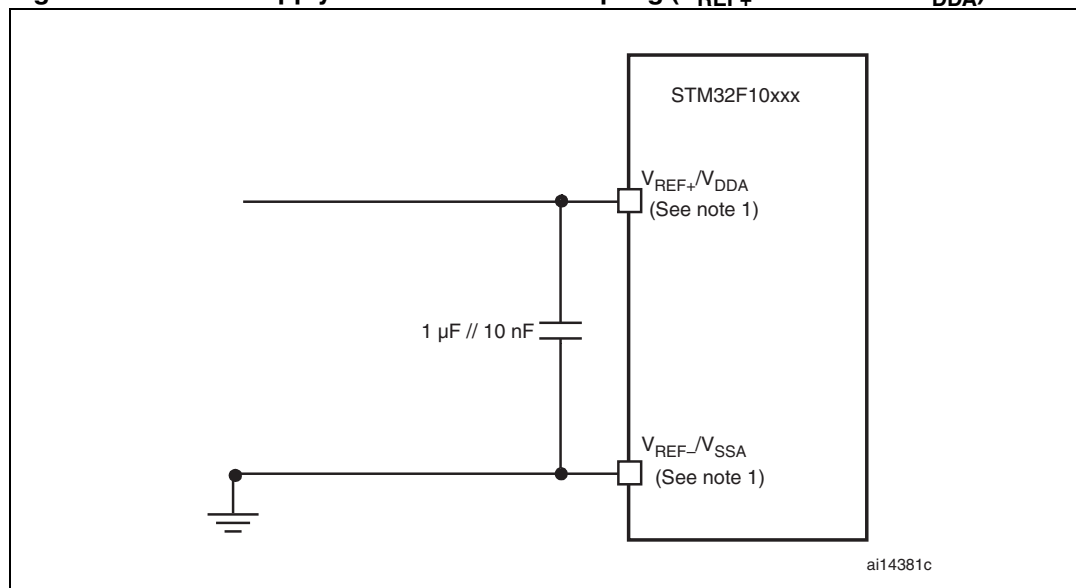 STM32F10xxx
VREF+/VDDA
(See note 1)
1 µF // 10 nF
VREF–/VSSA
(See note 1)
ai14381c